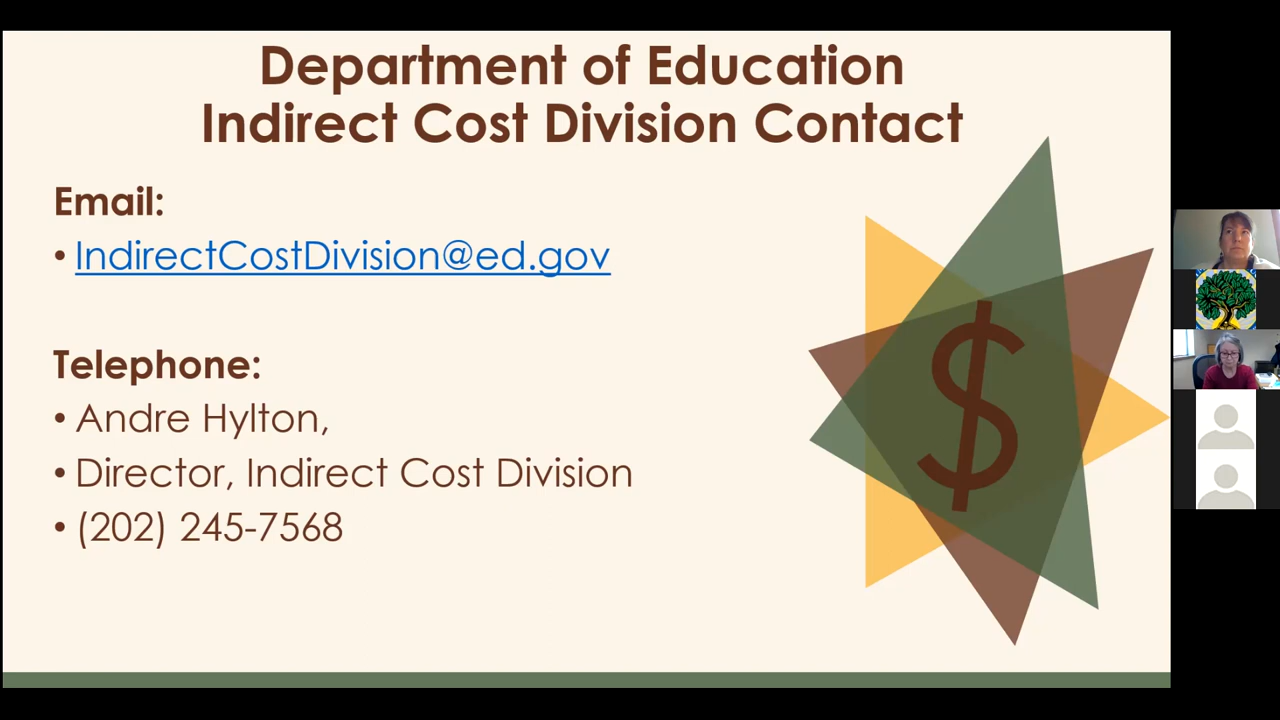 Department of Education
Indirect Cost Division Contact
Email:
• IndirectCostDivision@ed.gov
Telephone:
• Andre Hylton,
• Director, Indirect Cost Division
• (202) 245-7568
$